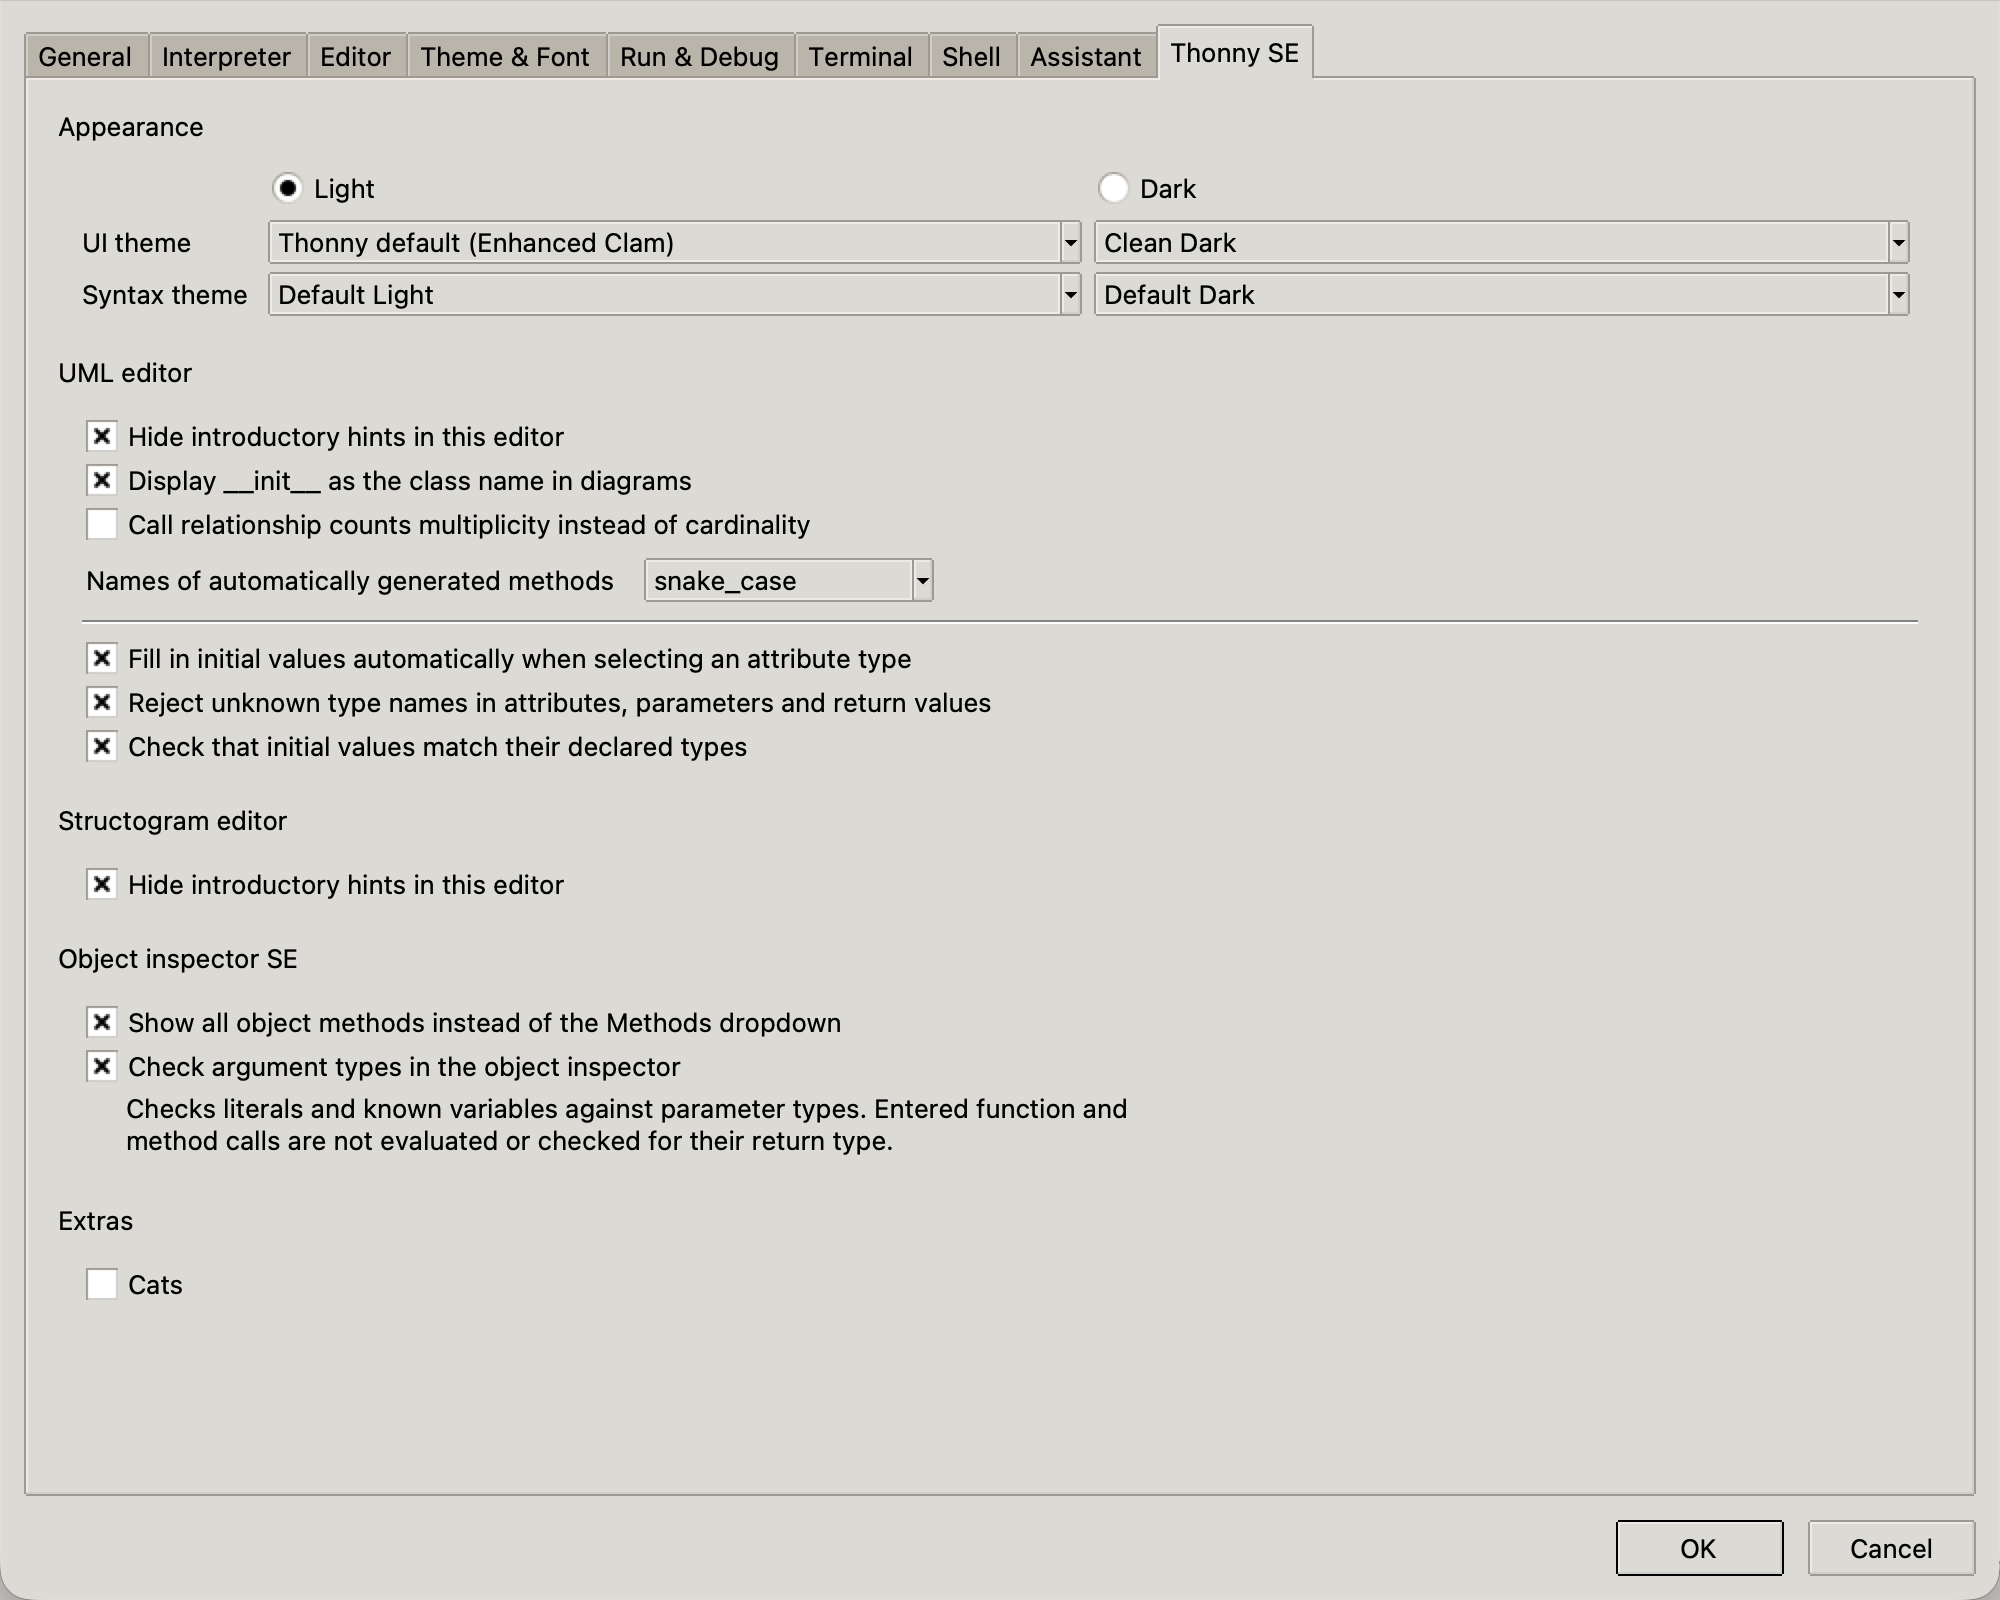 General Interpreter Editor Theme & Font Run & Debug Terminal Shell Assistant Thonny SE
Appearance
Light Dark
UI theme Thonny default (Enhanced Clam) Clean Dark
Syntax theme Default Light Default Dark
UML editor
Hide introductory hints in this editor
Display __init__ as the class name in diagrams
Call relationship counts multiplicity instead of cardinality
Names of automatically generated methods snake_case
Fill in initial values automatically when selecting an attribute type
Reject unknown type names in attributes, parameters and return values
Check that initial values match their declared types
Structogram editor
Hide introductory hints in this editor
Object inspector SE
Show all object methods instead of the Methods dropdown
Check argument types in the object inspector
Checks literals and known variables against parameter types. Entered function and
method calls are not evaluated or checked for their return type.
Extras
Cats
OK Cancel